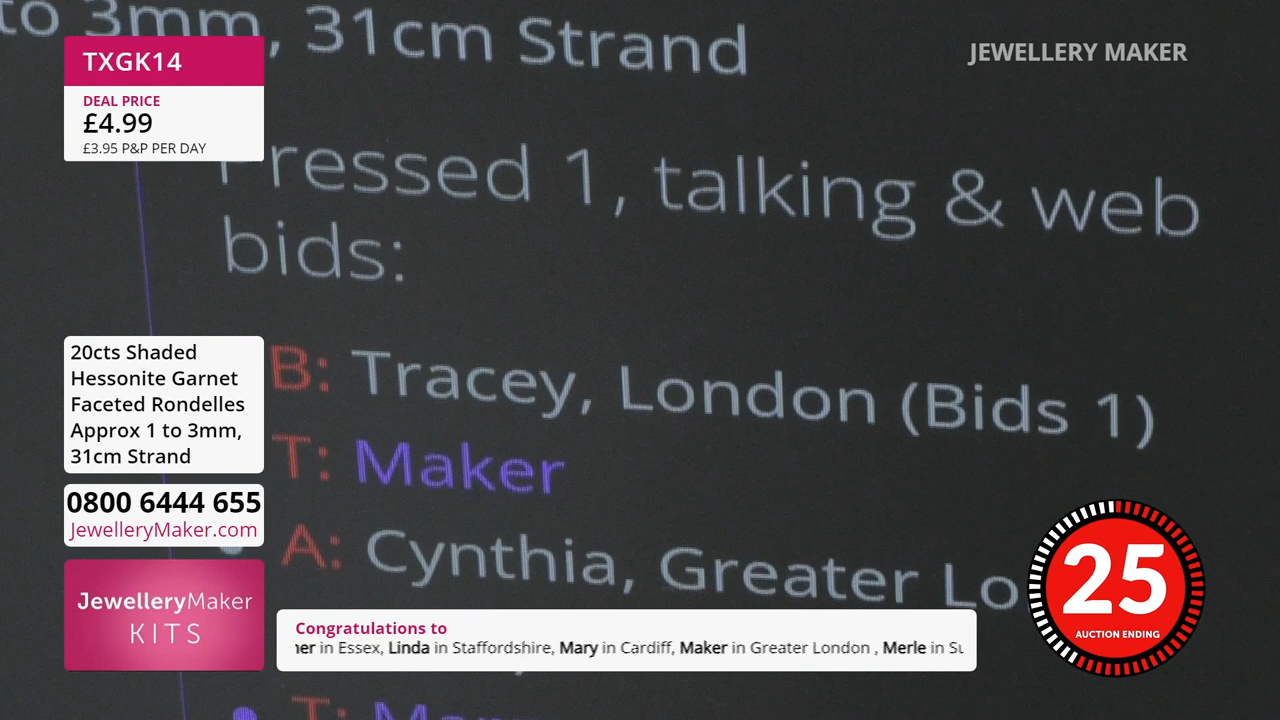 to 3mm, 31cm Strand
JEWELLERY MAKER
TXGK14
DEAL PRICE
£4.99
£3.95 P&P PER DAY
Pressed 1, talking & web
bids:
20cts Shaded
Hessonite Garnet
Faceted Rondelles
Approx 1 to 3mm,
31cm Strand
B: Tracey, London (Bids 1)
T: Maker
A: Cynthia, Greater Lo
0800 6444 655
JewelleryMaker.com
JewelleryMaker
KITS
25
AUCTION ENDING
Congratulations to
in Essex, Linda in Staffordshire, Mary in Cardiff, Maker in Greater London , Merle in
T: